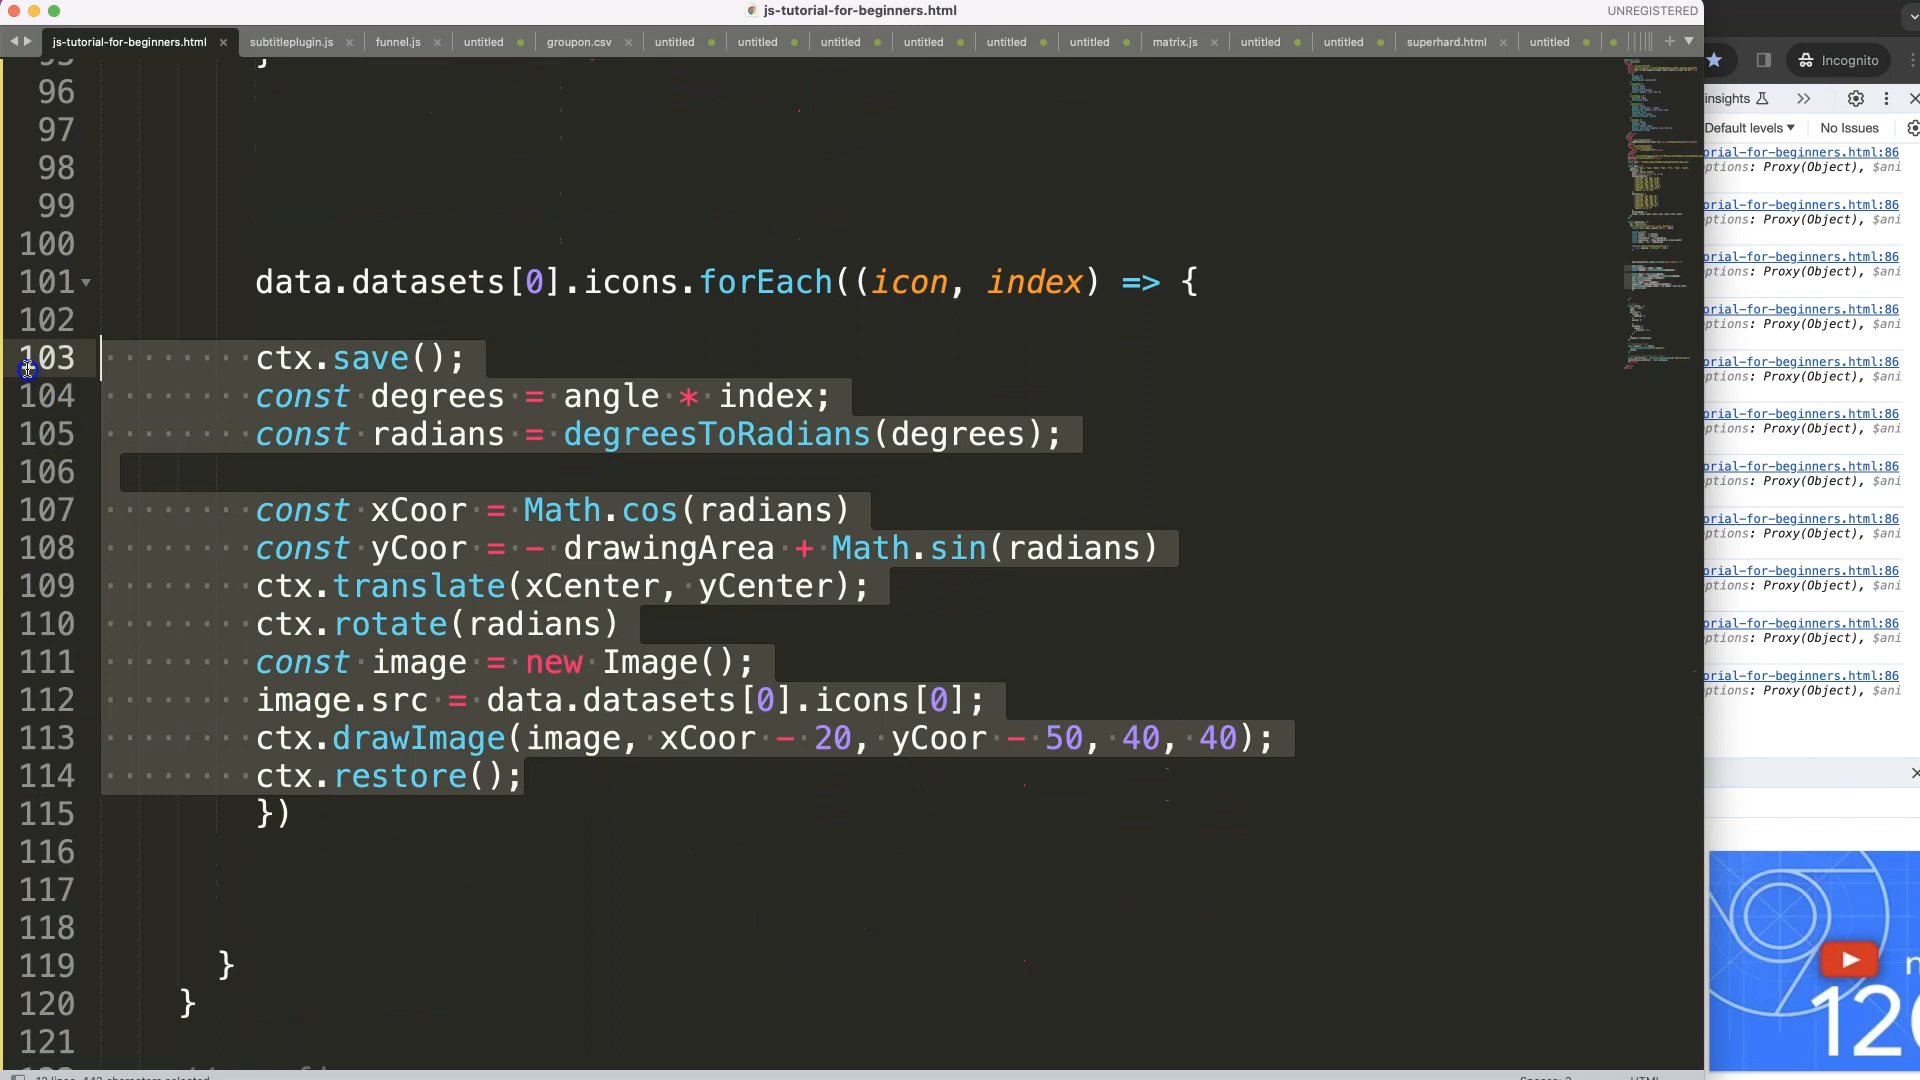 js-tutorial-for-beginners.html
UNREGISTERED
js-tutorial-for-beginners.html × subtitleplugin.js × funnel.js × untitled groupon.csv × untitled untitled untitled untitled untitled untitled matrix.js × untitled untitled superhard.html × untitled
Incognito
insights
Default levels No Issues
95 }
96
97
98
99
100
101 data.datasets[0].icons.forEach((icon, index) => {
102
103 ctx.save();
104 const degrees = angle * index;
105 const radians = degreesToRadians(degrees);
106
107 const xCoor = Math.cos(radians)
108 const yCoor = - drawingArea + Math.sin(radians)
109 ctx.translate(xCenter, yCenter);
110 ctx.rotate(radians)
111 const image = new Image();
112 image.src = data.datasets[0].icons[0];
113 ctx.drawImage(image, xCoor - 20, yCoor - 50, 40, 40);
114 ctx.restore();
115 })
116
117
118
119 }
120 }
121
orial-for-beginners.html:86
ptions: Proxy(Object), $ani
orial-for-beginners.html:86
ptions: Proxy(Object), $ani
orial-for-beginners.html:86
ptions: Proxy(Object), $ani
orial-for-beginners.html:86
ptions: Proxy(Object), $ani
orial-for-beginners.html:86
ptions: Proxy(Object), $ani
orial-for-beginners.html:86
ptions: Proxy(Object), $ani
orial-for-beginners.html:86
ptions: Proxy(Object), $ani
orial-for-beginners.html:86
ptions: Proxy(Object), $ani
orial-for-beginners.html:86
ptions: Proxy(Object), $ani
orial-for-beginners.html:86
ptions: Proxy(Object), $ani
orial-for-beginners.html:86
ptions: Proxy(Object), $ani
n
120